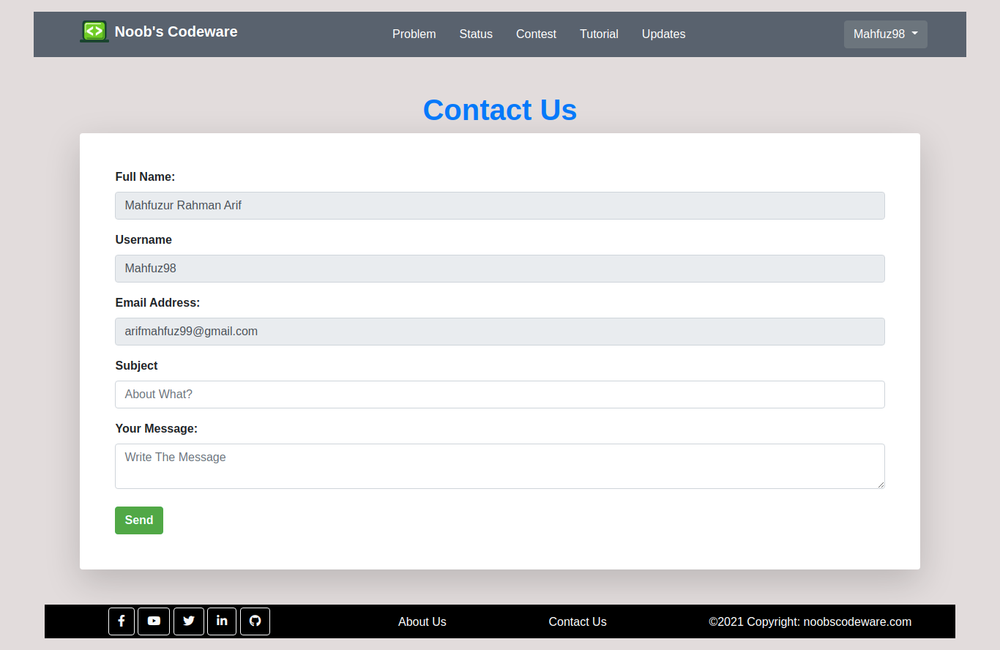 Noob's Codeware
Problem Status Contest Tutorial Updates
Mahfuz98
Contact Us
Full Name:
Mahfuzur Rahman Arif
Username
Mahfuz98
Email Address:
arifmahfuz99@gmail.com
Subject
About What?
Your Message:
Write The Message
Send
About Us Contact Us ©2021 Copyright: noobscodeware.com